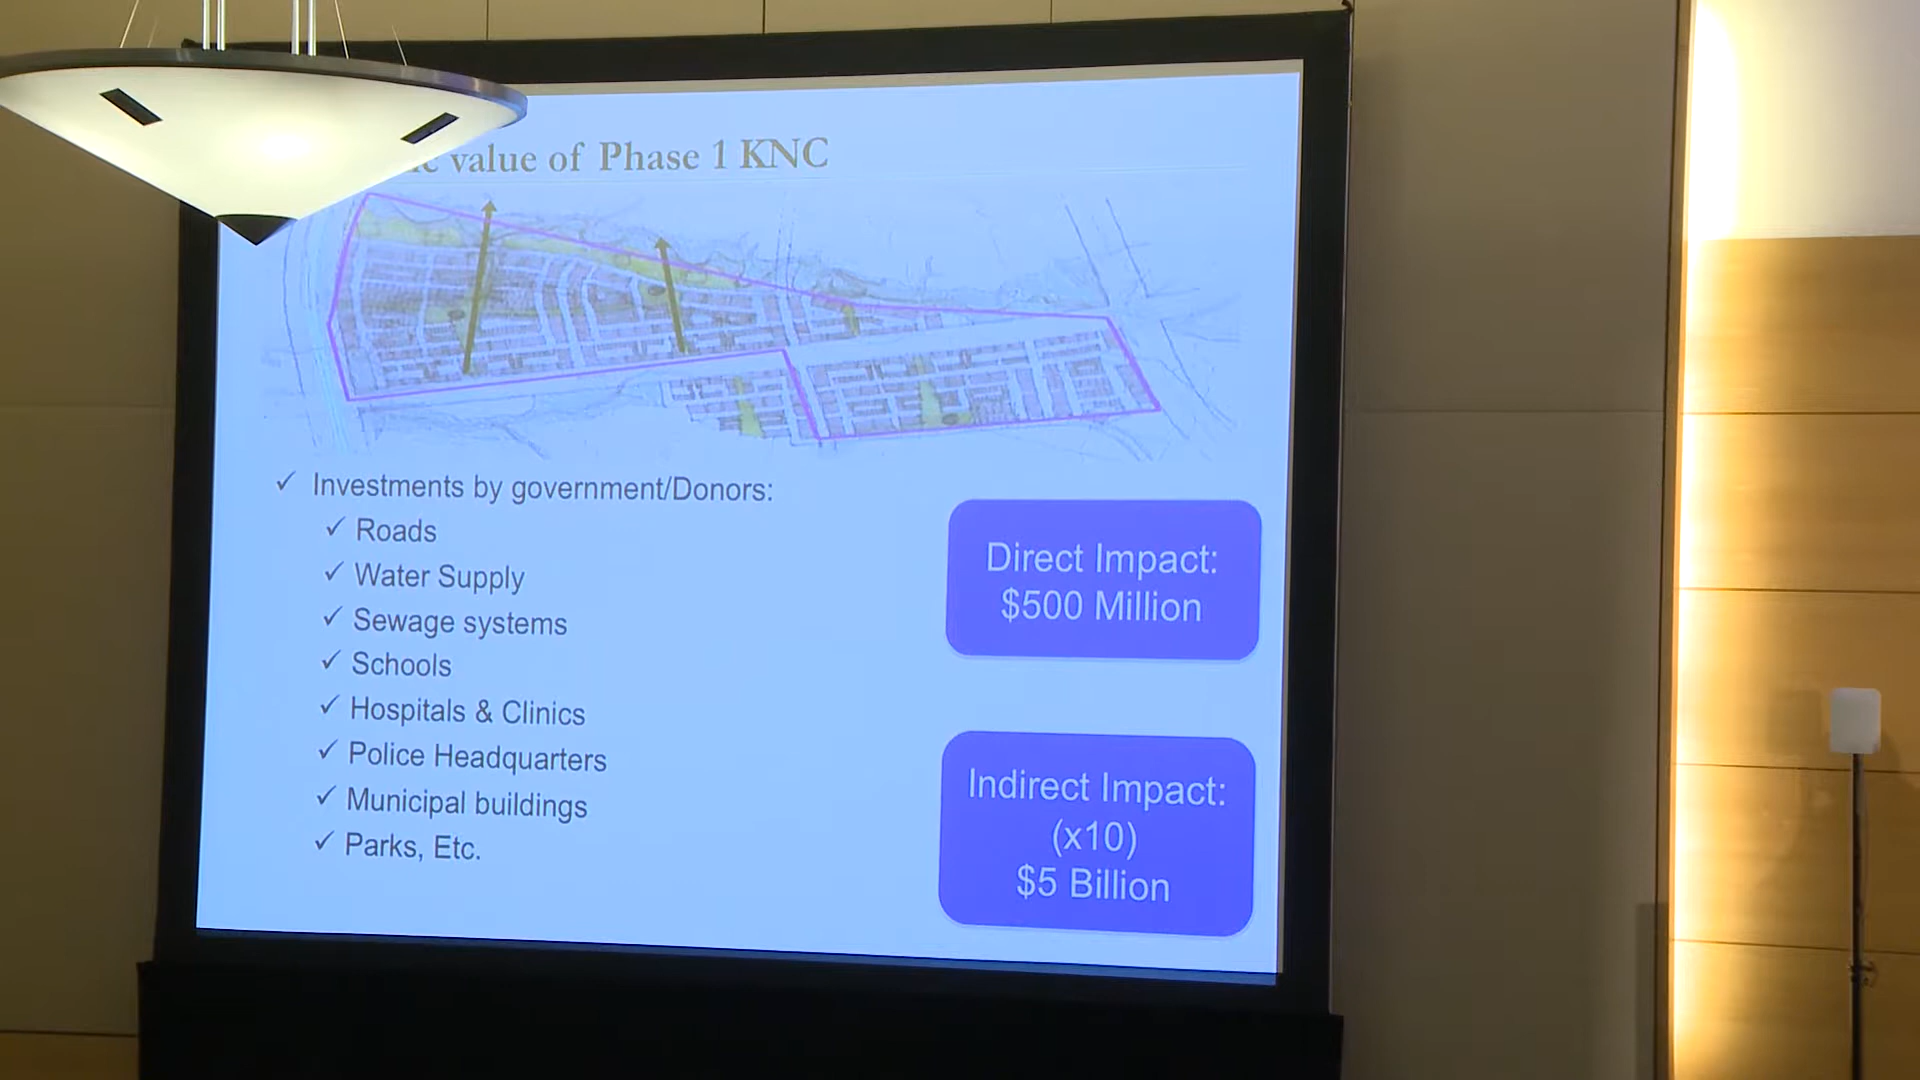 value of Phase 1 KNC
✓ Investments by government/Donors:
✓ Roads
✓ Water Supply
✓ Sewage systems
✓ Schools
✓ Hospitals & Clinics
✓ Police Headquarters
✓ Municipal buildings
✓ Parks, Etc.
Direct Impact:
$500 Million
Indirect Impact:
(x10)
$5 Billion